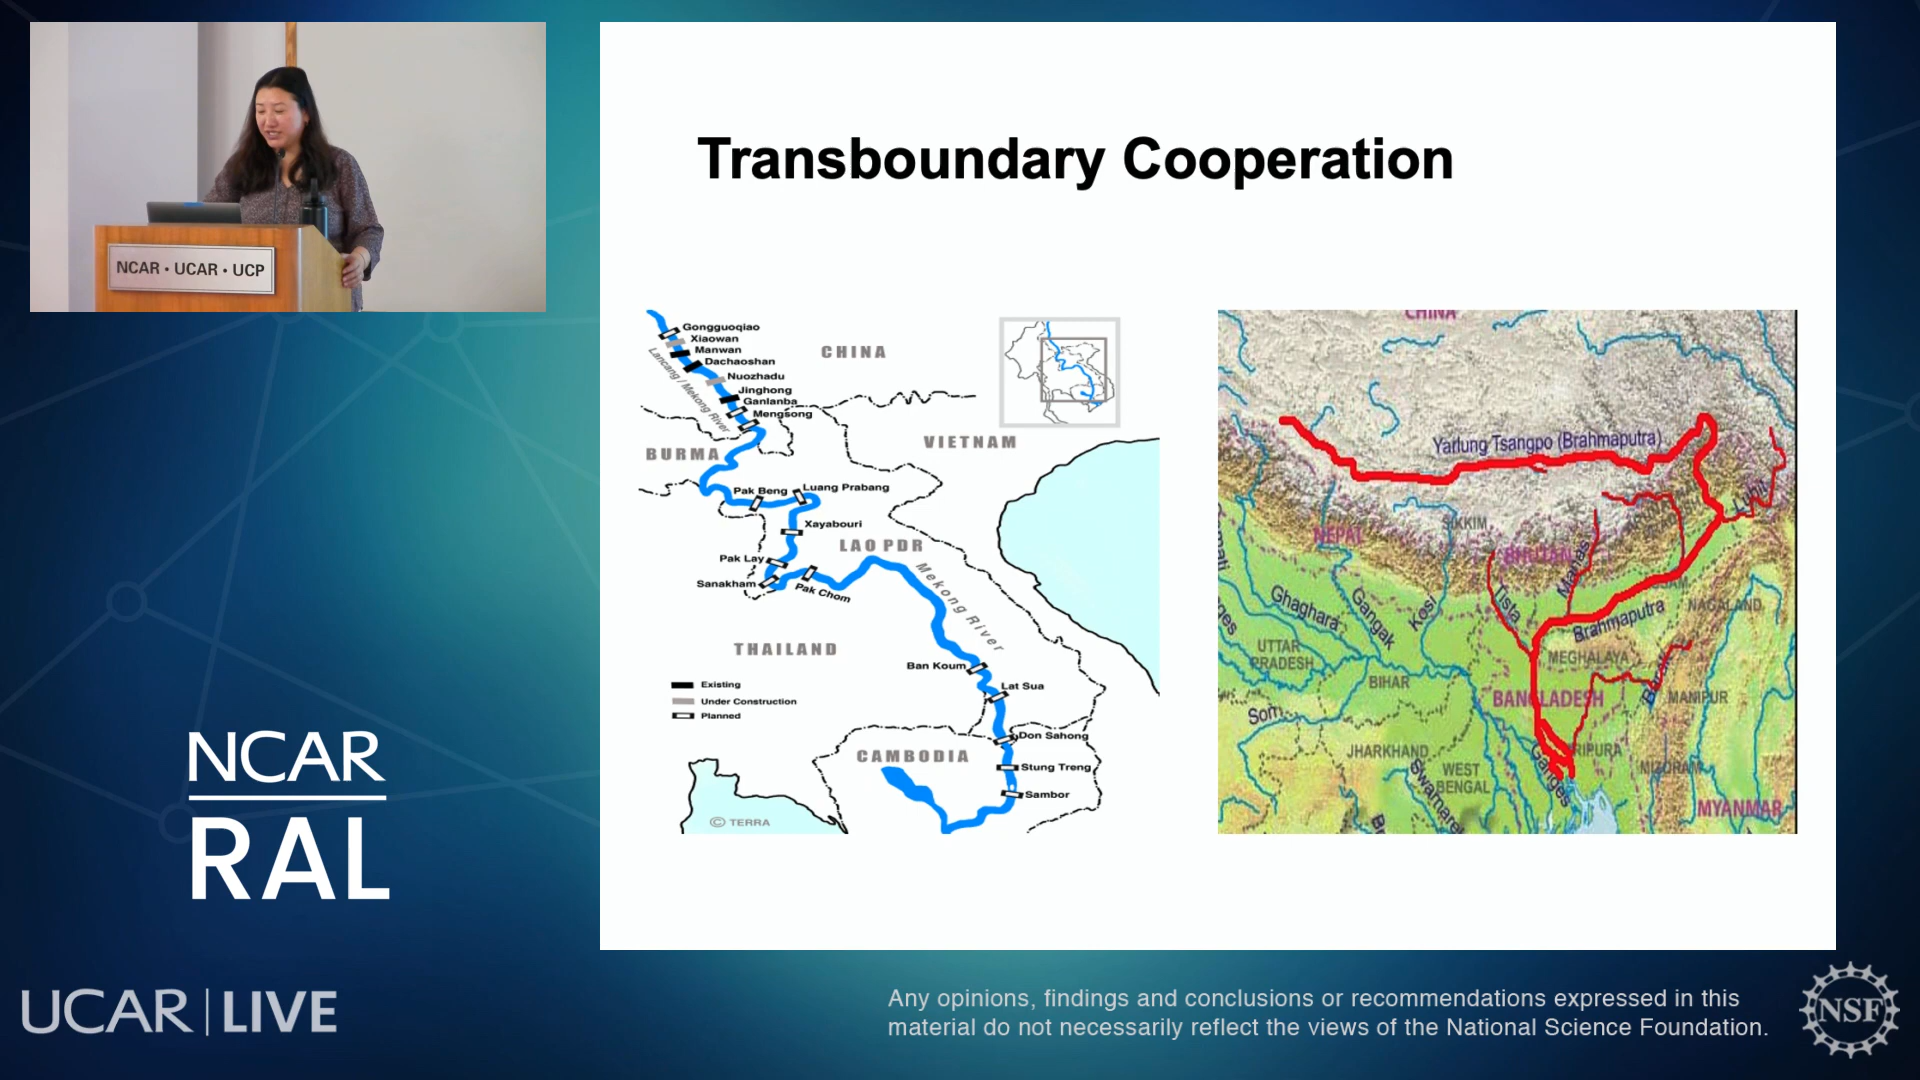 NCAR • UCAR • UCP
Transboundary Cooperation
Gongguoqiao
Xiaowan
Manwan
Dachaoshan
Nuozhadu
Jinghong
Ganlanba
Mengsong
Lancang / Mekong River
CHINA
VIETNAM
BURMA
Pak Beng
Luang Prabang
Xayabouri
LAO PDR
Pak Lay
Sanakham
Pak Chom
Mekong River
THAILAND
Ban Koum
Lat Sua
Existing
Under Construction
Planned
Don Sahong
CAMBODIA
Stung Treng
Sambor
© TERRA
CHINA
Yarlung Tsangpo (Brahmaputra)
Lohit
SIKKIM
NEPAL
BHUTAN
Manas
Tista
Ghaghara
Gangak
Kosi
Brahmaputra
NAGALAND
UTTAR
PRADESH
MEGHALAYA
BIHAR
Barak
BANGLADESH
MANIPUR
Som
JHARKHAND
TRIPURA
WEST
BENGAL
Ganges
MIZORAM
MYANMAR
NCAR
RAL
UCAR | LIVE
Any opinions, findings and conclusions or recommendations expressed in this
material do not necessarily reflect the views of the National Science Foundation.
NSF